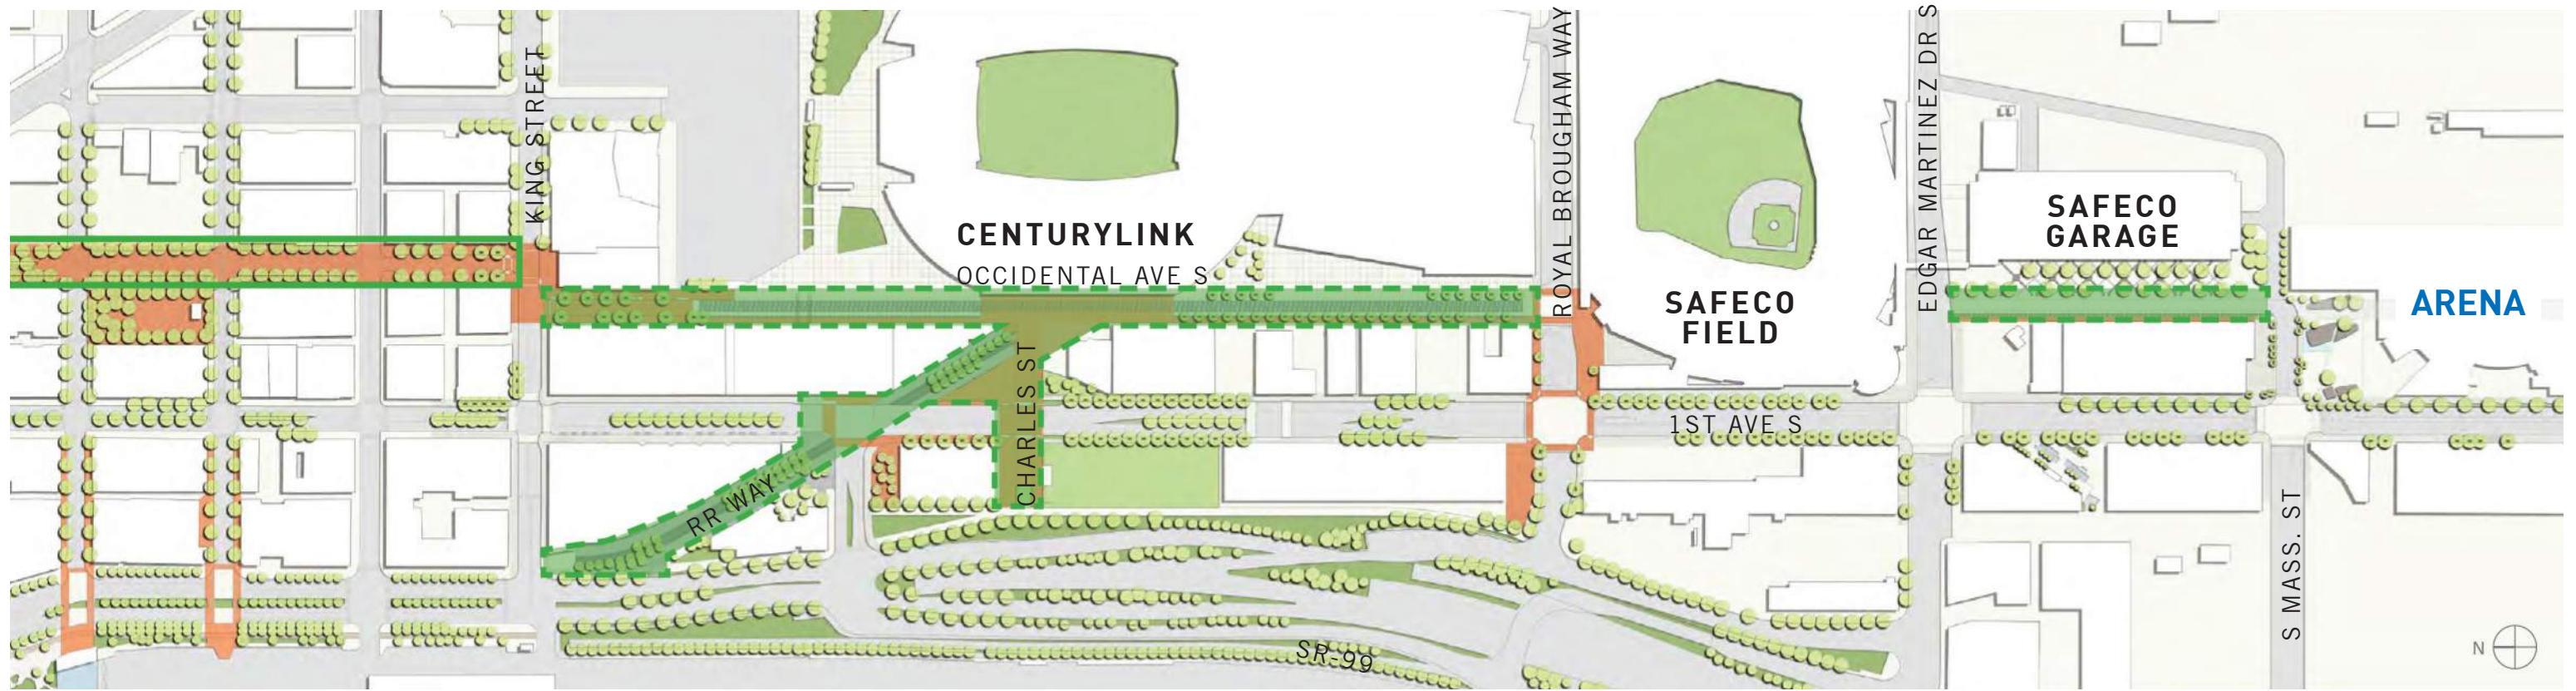 KING STREET
CENTURYLINK
OCCIDENTAL AVE S
ROYAL BROUGHAM WAY
EDGAR MARTINEZ DR S
SAFECO
GARAGE
SAFECO
FIELD
ARENA
CHARLES ST
1ST AVE S
RR WAY
S MASS. ST
SR-99
N